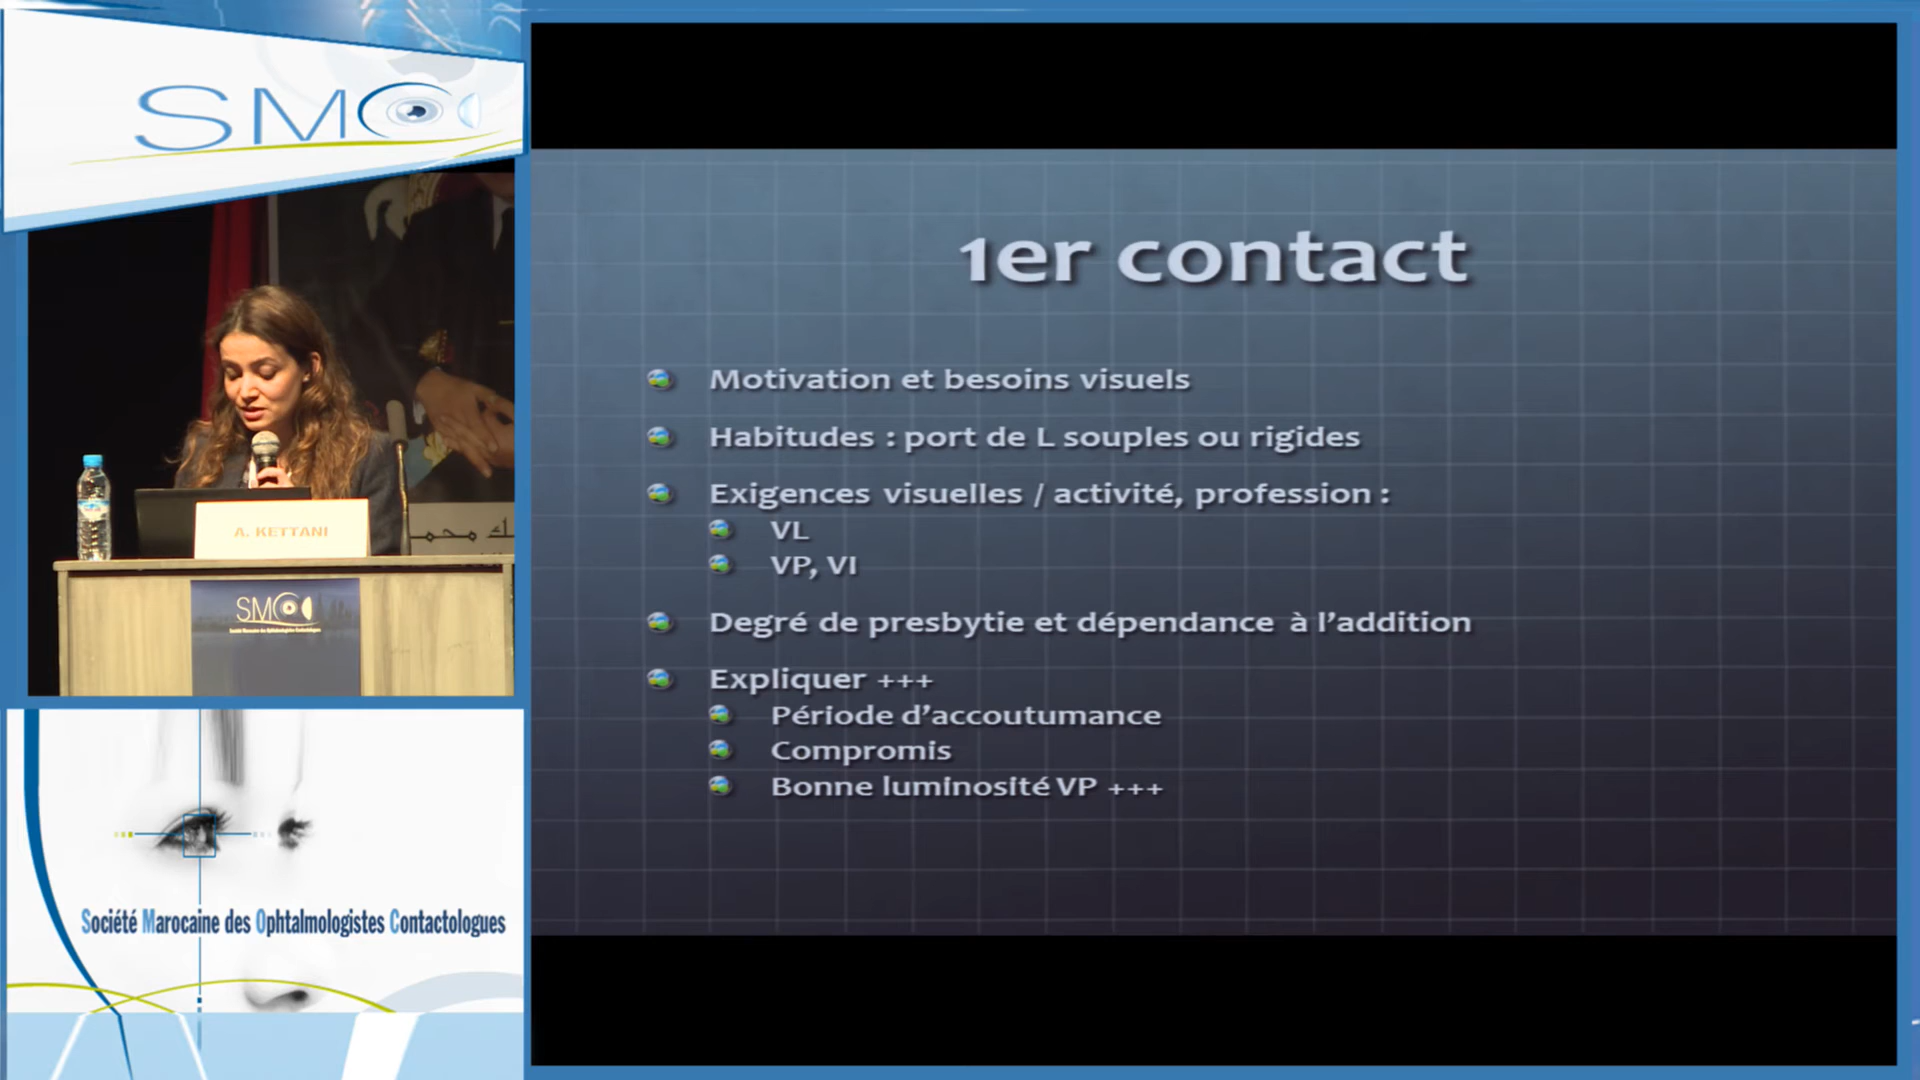 SMOC
A. KETTANI
SMOC
Société Marocaine des Ophtalmologistes Contactologues
1er contact
Motivation et besoins visuels
Habitudes : port de L souples ou rigides
Exigences visuelles / activité, profession :
VL
VP, VI
Degré de presbytie et dépendance à l’addition
Expliquer +++
Période d’accoutumance
Compromis
Bonne luminosité VP +++